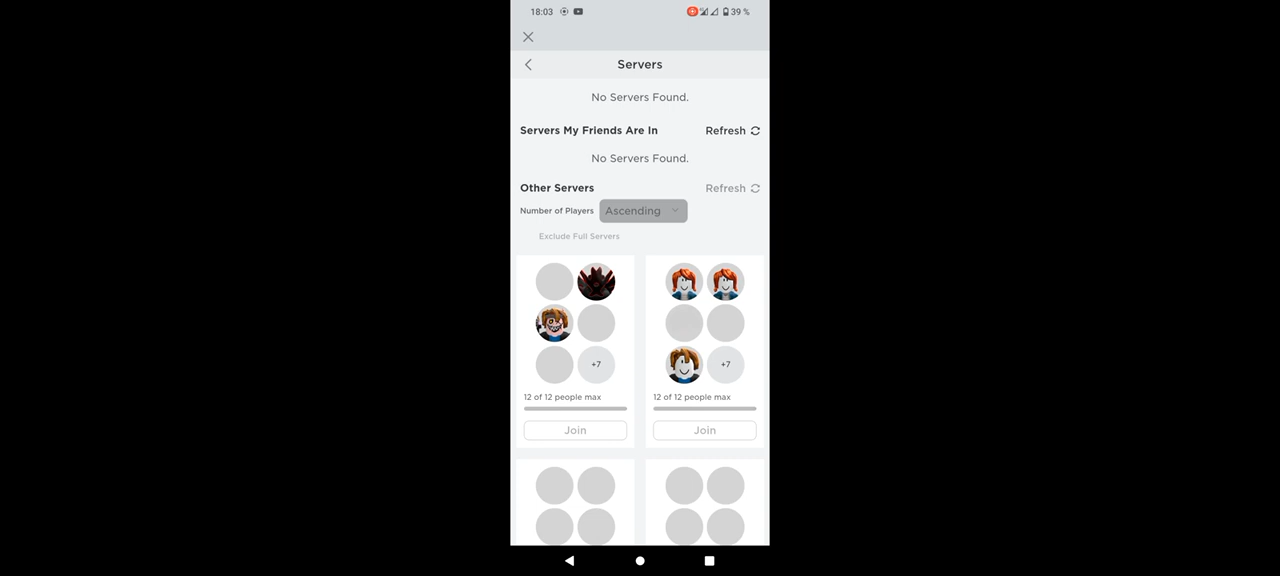 18:03 39 %
Servers
No Servers Found.
Servers My Friends Are In Refresh
No Servers Found.
Other Servers Refresh
Number of Players Ascending
Exclude Full Servers
+7 +7
12 of 12 people max 12 of 12 people max
Join Join